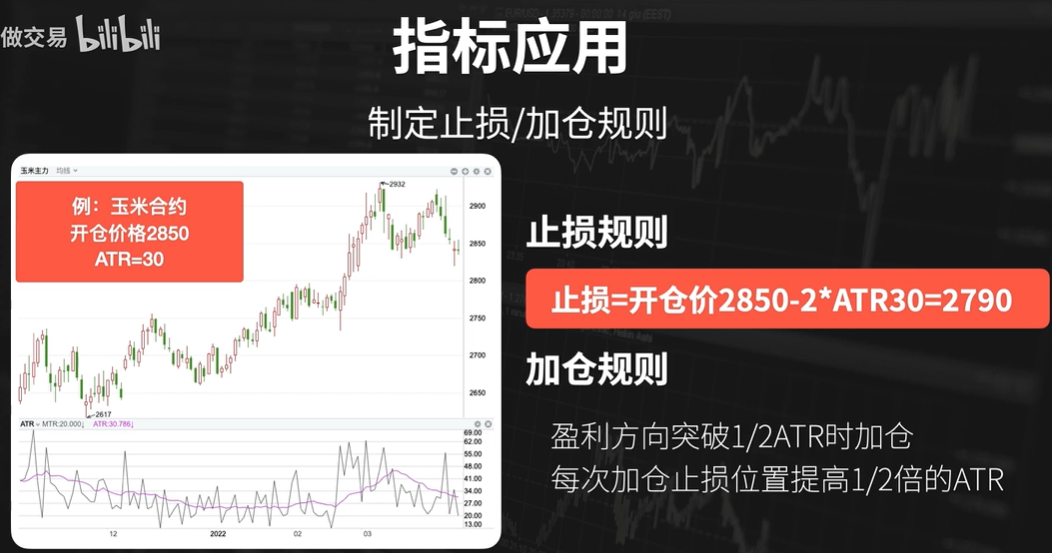 做交易 bilibili
指标应用
制定止损/加仓规则
玉米主力 均线
例：玉米合约
开仓价格2850
ATR=30
2932
2900
2850
2800
2750
2700
2650
2617
ATR MTR:20.000↓ ATR:30.786↓
69.00
62.00
55.00
48.00
41.00
34.00
27.00
20.00
13.00
12 2022 02 03
止损规则
止损=开仓价2850-2*ATR30=2790
加仓规则
盈利方向突破1/2ATR时加仓
每次加仓止损位置提高1/2倍的ATR